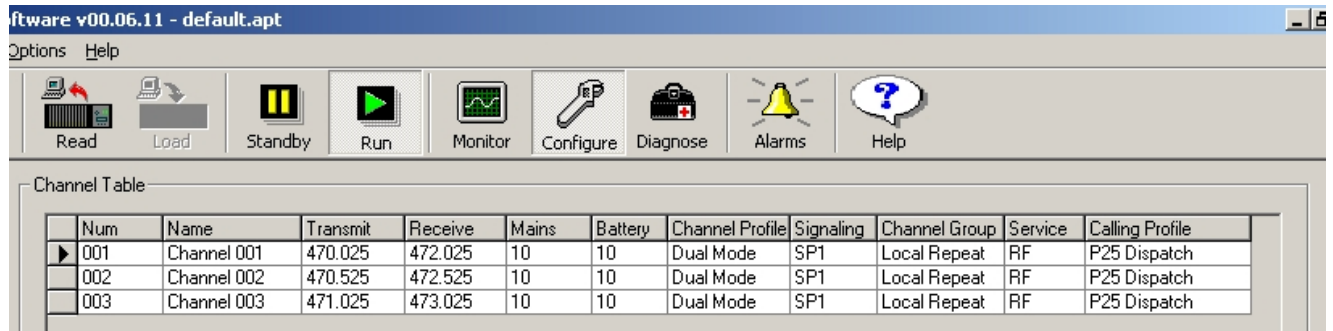 oftware v00.06.11 - default.apt
Options Help
Read Load Standby Run Monitor Configure Diagnose Alarms Help
Channel Table
Num Name Transmit Receive Mains Battery Channel Profile Signaling Channel Group Service Calling Profile
001 Channel 001 470.025 472.025 10 10 Dual Mode SP1 Local Repeat RF P25 Dispatch
002 Channel 002 470.525 472.525 10 10 Dual Mode SP1 Local Repeat RF P25 Dispatch
003 Channel 003 471.025 473.025 10 10 Dual Mode SP1 Local Repeat RF P25 Dispatch